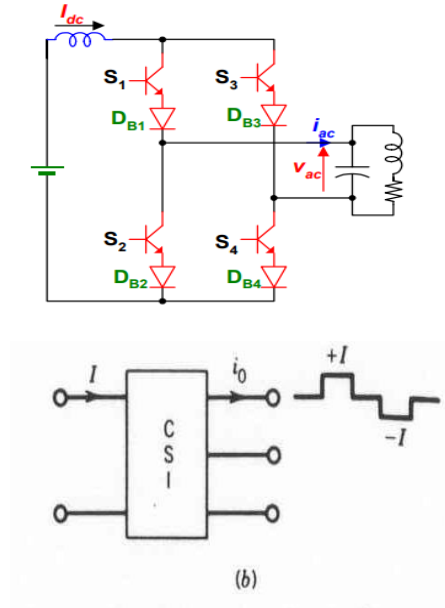 I_dc
S₁ S₃
D_B1 D_B3
i_ac
v_ac
S₂ S₄
D_B2 D_B4
+I
I i₀
C
S
I
−I
(b)